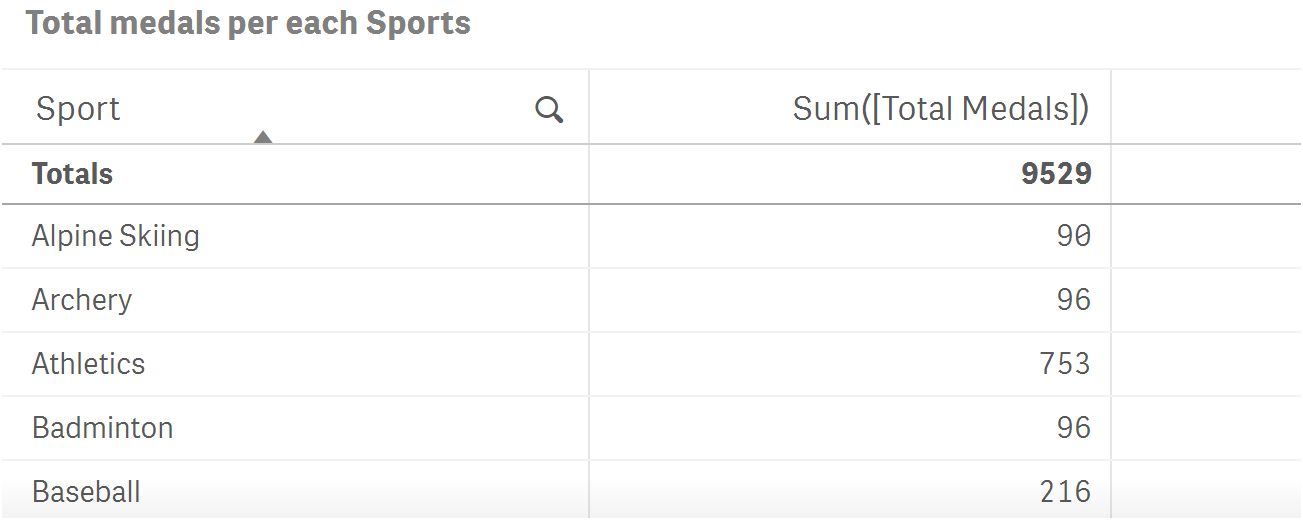 Total medals per each Sports
Sport Sum([Total Medals])
Totals 9529
Alpine Skiing 90
Archery 96
Athletics 753
Badminton 96
Baseball 216